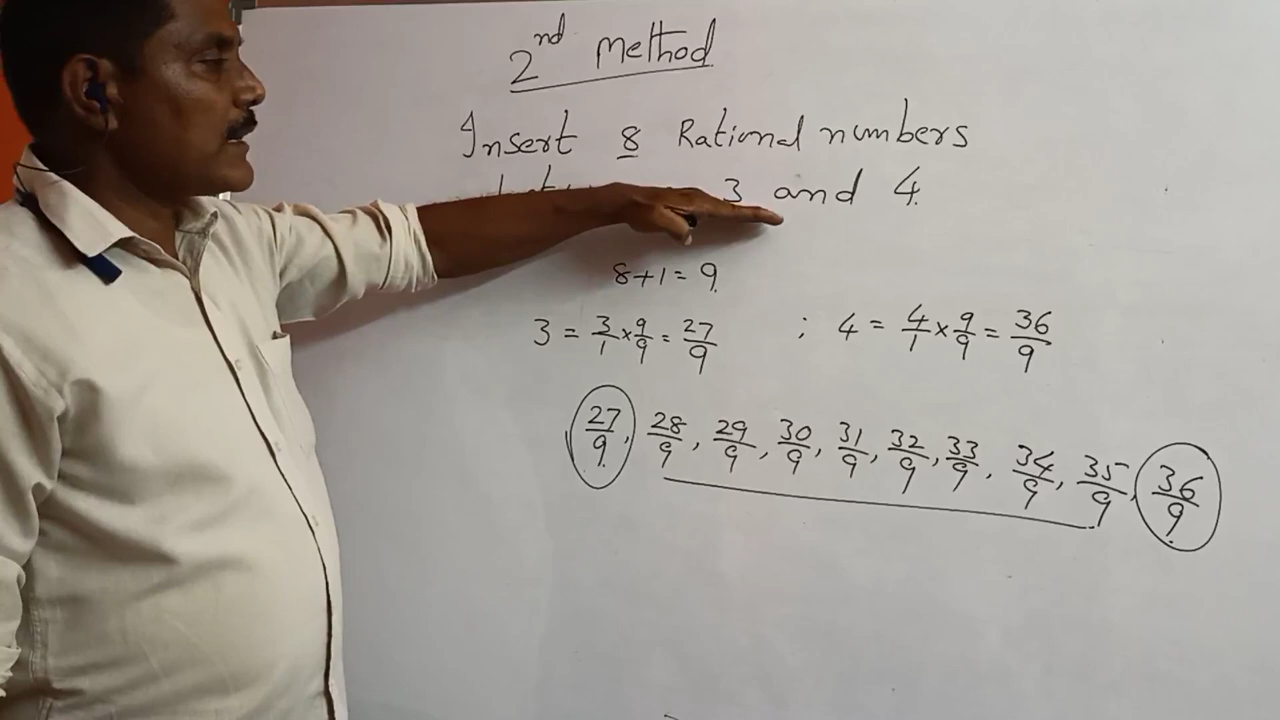 2nd Method
Insert 8 Rational numbers
3 and 4.
8+1=9.
3 = 3/1 × 9/9 = 27/9 ; 4 = 4/1 × 9/9 = 36/9
27/9, 28/9, 29/9, 30/9, 31/9, 32/9, 33/9, 34/9, 35/9, 36/9